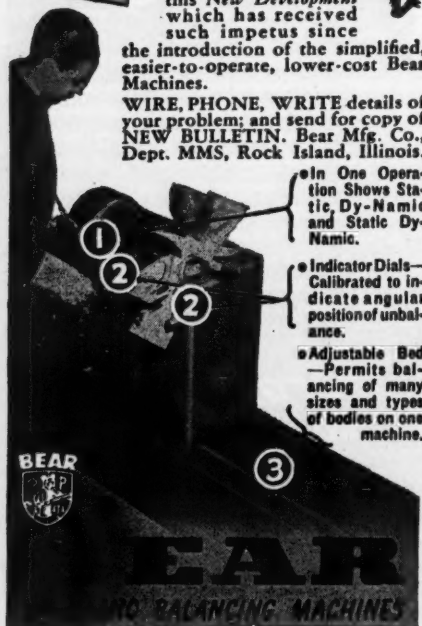 this New Development
which has received
such impetus since
the introduction of the simplified,
easier-to-operate, lower-cost Bear
Machines.
WIRE, PHONE, WRITE details of
your problem; and send for copy of
NEW BULLETIN. Bear Mfg. Co.,
Dept. MMS, Rock Island, Illinois.
•In One Opera-
tion Shows Sta-
tic, Dy-Namic
and Static Dy-
Namic.
•Indicator Dials—
Calibrated to in-
dicate angular
position of unbal-
ance.
•Adjustable Bed
—Permits bal-
ancing of many
sizes and types
of bodies on one
machine.
1
2
2
3
BEAR
EAR
BALANCING MACHINES